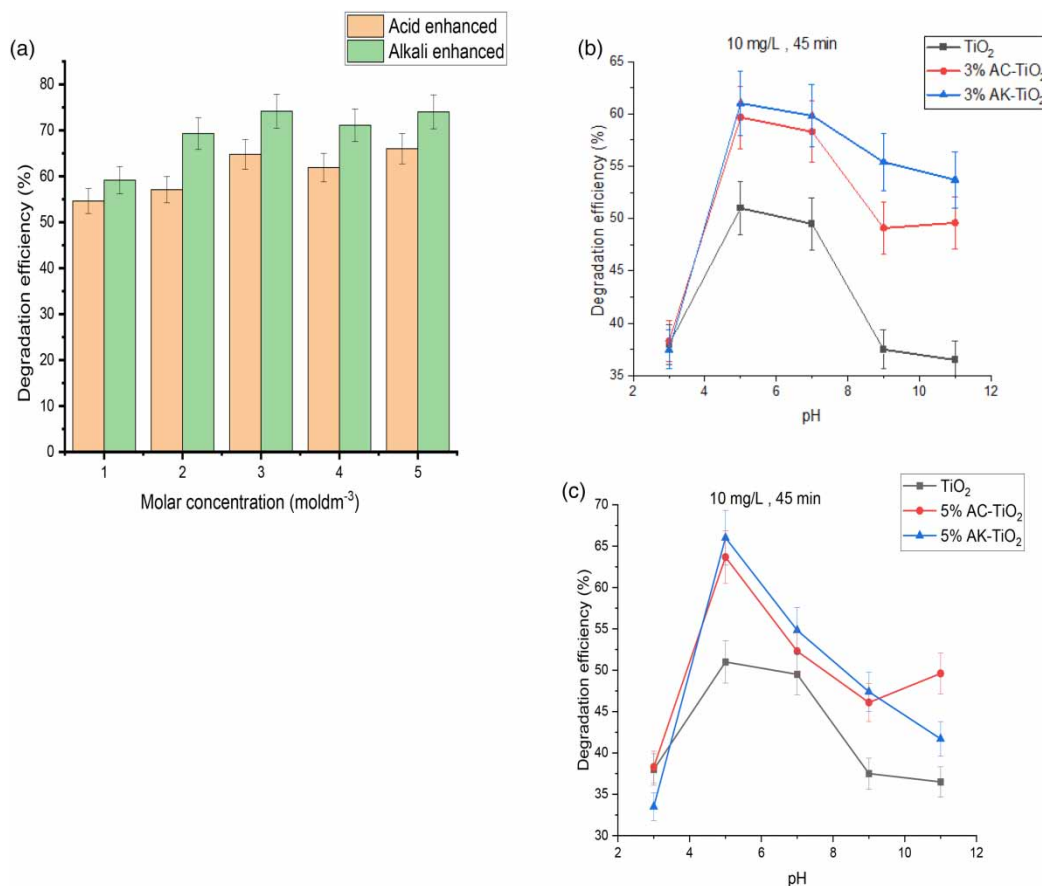 (a)
Acid enhanced
Alkali enhanced
Degradation efficiency (%)
80
70
60
50
40
30
20
10
0
1 2 3 4 5
Molar concentration (moldm⁻³)
(b)
10 mg/L , 45 min
TiO₂
3% AC-TiO₂
3% AK-TiO₂
Degradation efficiency (%)
65
60
55
50
45
40
35
2 4 6 8 10 12
pH
(c)
10 mg/L , 45 min
TiO₂
5% AC-TiO₂
5% AK-TiO₂
Degradation efficiency (%)
70
65
60
55
50
45
40
35
30
2 4 6 8 10 12
pH